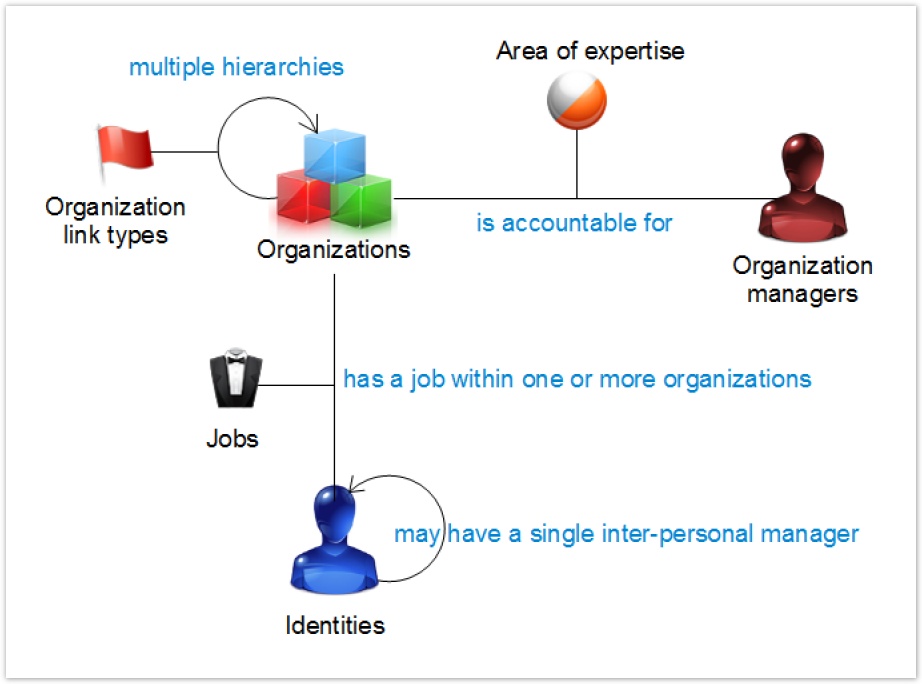 Area of expertise
multiple hierarchies
Organization
link types
Organizations
is accountable for
Organization
managers
has a job within one or more organizations
Jobs
may have a single inter-personal manager
Identities